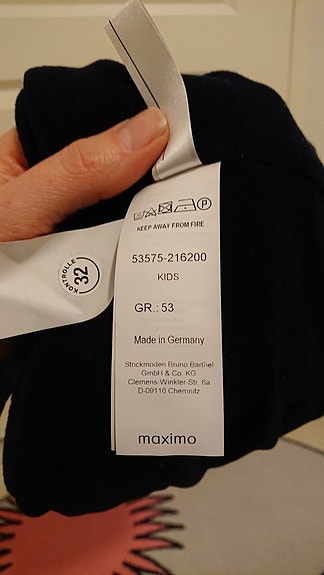 P
KEEP AWAY FROM FIRE
53575-216200
KIDS
GR.: 53
Made in Germany
Strickmoden Bruno Barthel
GmbH & Co. KG
Clemens-Winkler-Str. 6a
D-09116 Chemnitz
maximo
KONTROLLE
32